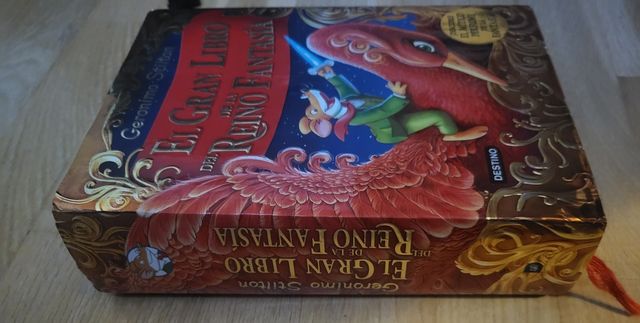 Geronimo Stilton
EL GRAN LIBRO
DEL REINO DE LA FANTASÍA
DESTINO
Geronimo Stilton
EL GRAN LIBRO
DEL REINO DE LA FANTASÍA